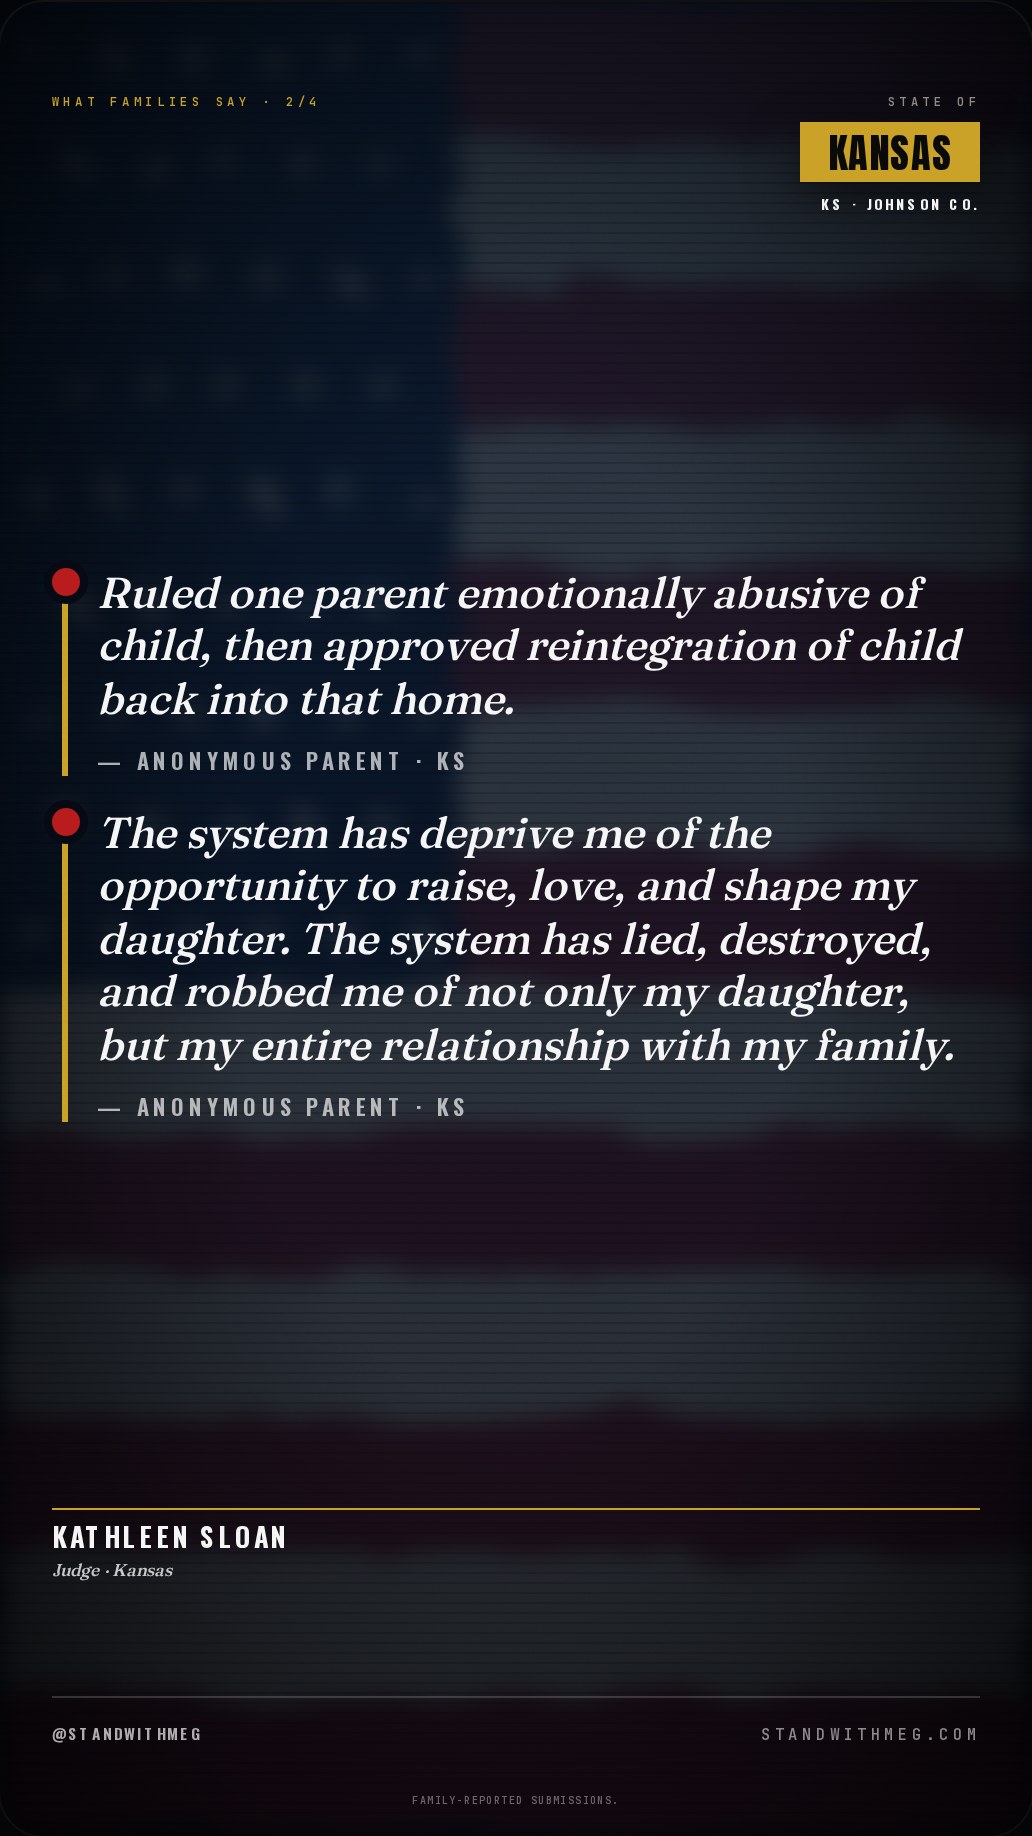 WHAT FAMILIES SAY · 2/4
STATE OF
KANSAS
KS · JOHNSON CO.
Ruled one parent emotionally abusive of
child, then approved reintegration of child
back into that home.
— ANONYMOUS PARENT · KS
The system has deprive me of the
opportunity to raise, love, and shape my
daughter. The system has lied, destroyed,
and robbed me of not only my daughter,
but my entire relationship with my family.
— ANONYMOUS PARENT · KS
KATHLEEN SLOAN
Judge · Kansas
@STANDWITHMEG
STANDWITHMEG.COM
FAMILY-REPORTED SUBMISSIONS.